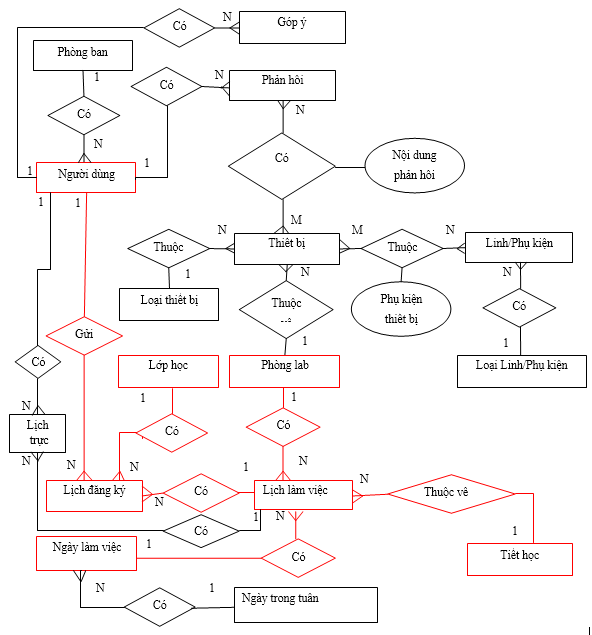 Có
N
Góp ý
Phòng ban
1
Có
N
Phản hồi
N
Có
N
1
Người dùng
1
1
1
Có
Nội dung
phản hồi
M
Thuộc
N
Thiết bị
M
Thuộc
N
Linh/Phụ kiện
1
N
N
Loại thiết bị
Thuộc
Phụ kiện
thiết bị
Có
1
1
Gửi
Có
Lớp học
Phòng lab
Loại Linh/Phụ kiện
1
1
N
Lịch
trực
Có
Có
N
N
N
1
N
N
Lịch đăng ký
N
Có
Lịch làm việc
Thuộc về
1
N
Có
1
Ngày làm việc
1
Có
Tiết học
N
Có
1
Ngày trong tuần